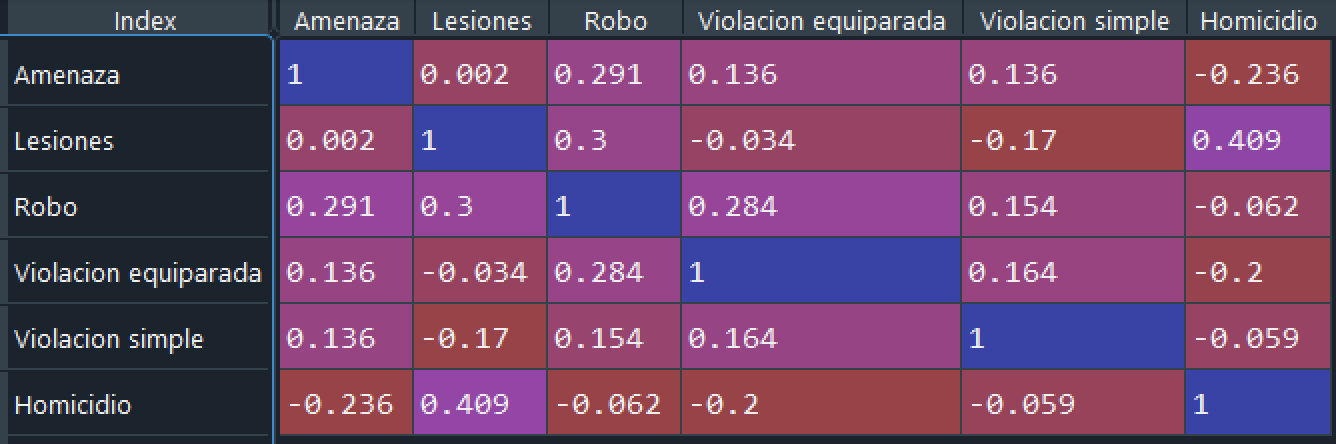 Index Amenaza Lesiones Robo Violacion equiparada Violacion simple Homicidio
Amenaza 1 0.002 0.291 0.136 0.136 -0.236
Lesiones 0.002 1 0.3 -0.034 -0.17 0.409
Robo 0.291 0.3 1 0.284 0.154 -0.062
Violacion equiparada 0.136 -0.034 0.284 1 0.164 -0.2
Violacion simple 0.136 -0.17 0.154 0.164 1 -0.059
Homicidio -0.236 0.409 -0.062 -0.2 -0.059 1